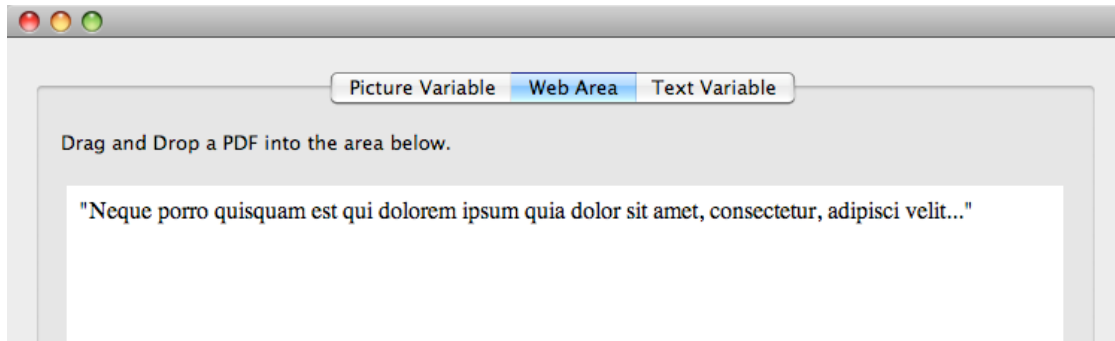 Picture Variable Web Area Text Variable
Drag and Drop a PDF into the area below.
"Neque porro quisquam est qui dolorem ipsum quia dolor sit amet, consectetur, adipisci velit..."